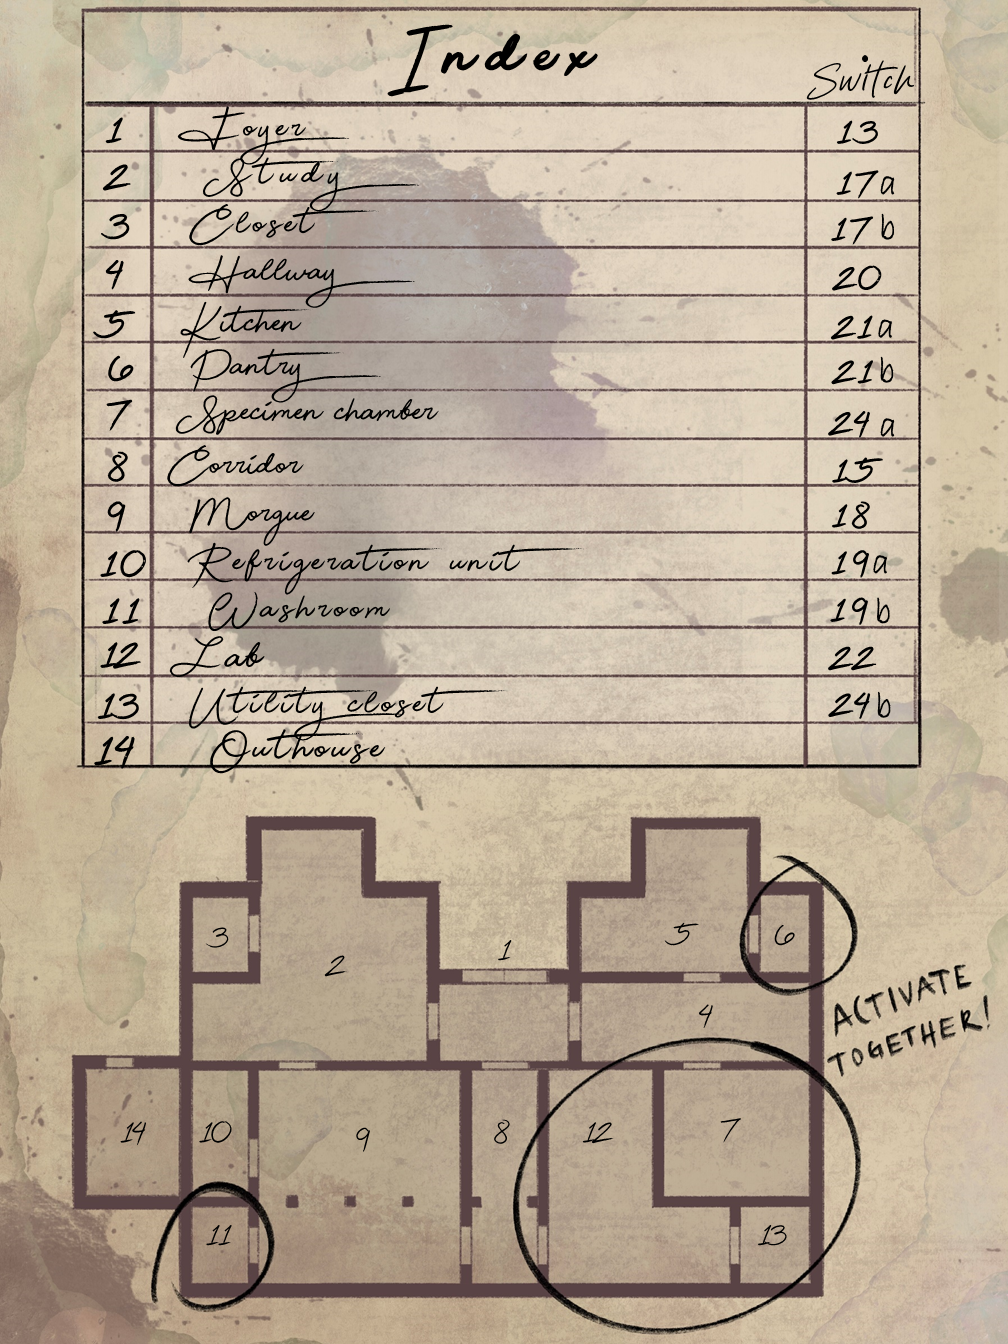 Index
Switch
1 Foyer 13
2 Study 17a
3 Closet 17b
4 Hallway 20
5 Kitchen 21a
6 Pantry 21b
7 Specimen chamber 24a
8 Corridor 15
9 Morgue 18
10 Refrigeration unit 19a
11 Washroom 19b
12 Lab 22
13 Utility closet 24b
14 Outhouse
3
2
1
5
6
4
ACTIVATE
TOGETHER!
14
10
9
8
12
7
11
13